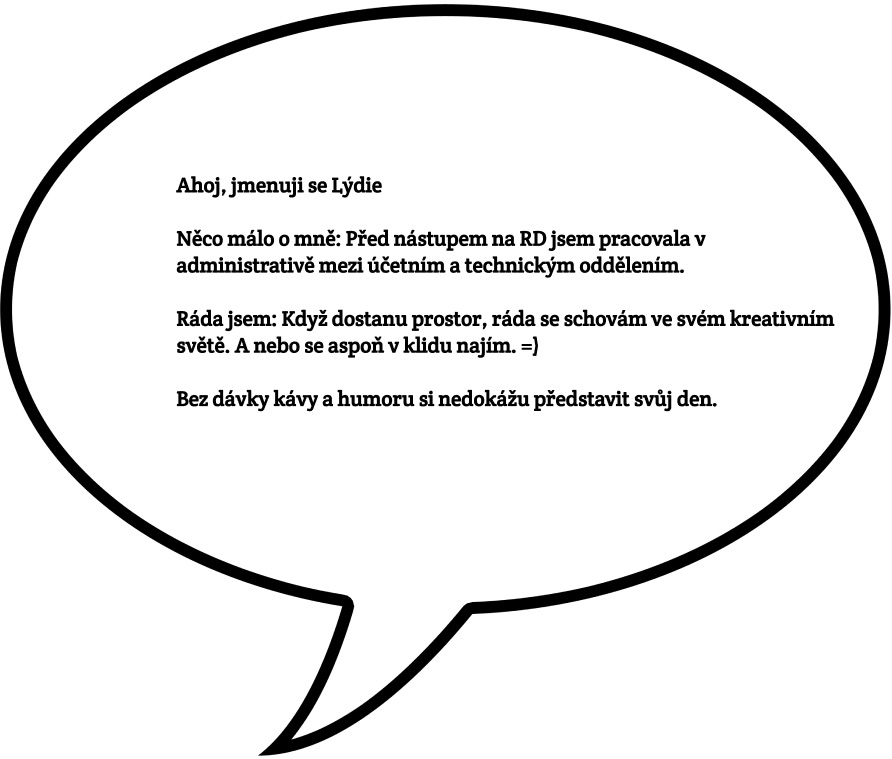 Ahoj, jmenuji se Lýdie
Něco málo o mně: Před nástupem na RD jsem pracovala v
administrativě mezi účetním a technickým oddělením.
Ráda jsem: Když dostanu prostor, ráda se schovám ve svém kreativním
světě. A nebo se aspoň v klidu najím. =)
Bez dávky kávy a humoru si nedokážu představit svůj den.